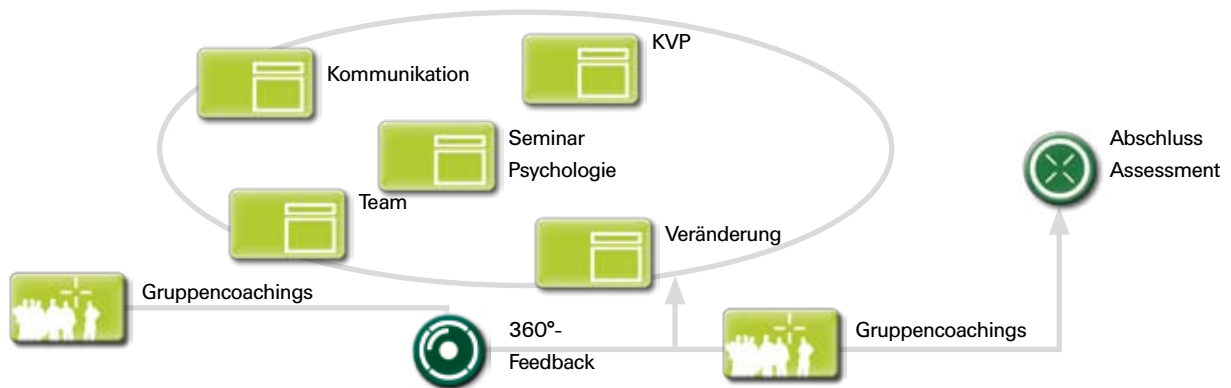 KVP
Kommunikation
Seminar
Psychologie
Abschluss
Assessment
Team
Veränderung
Gruppencoachings
360°-
Feedback
Gruppencoachings